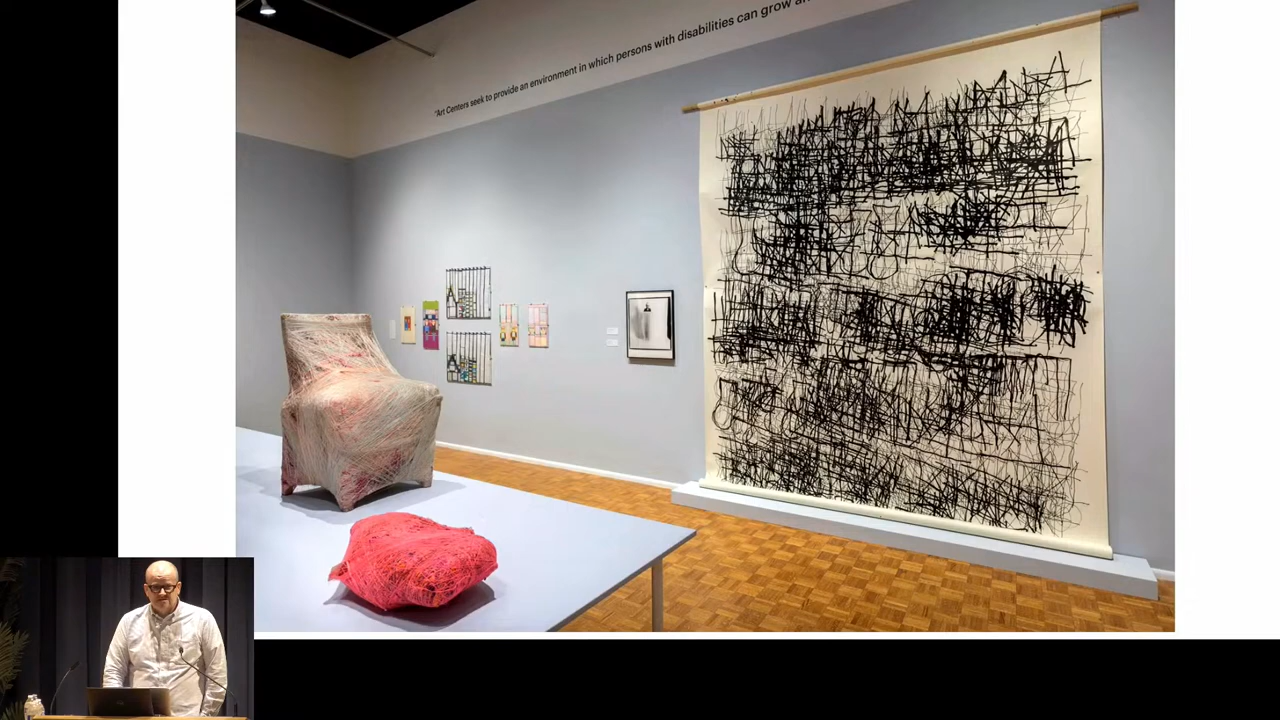 "Art Centers seek to provide an environment in which persons with disabilities can grow